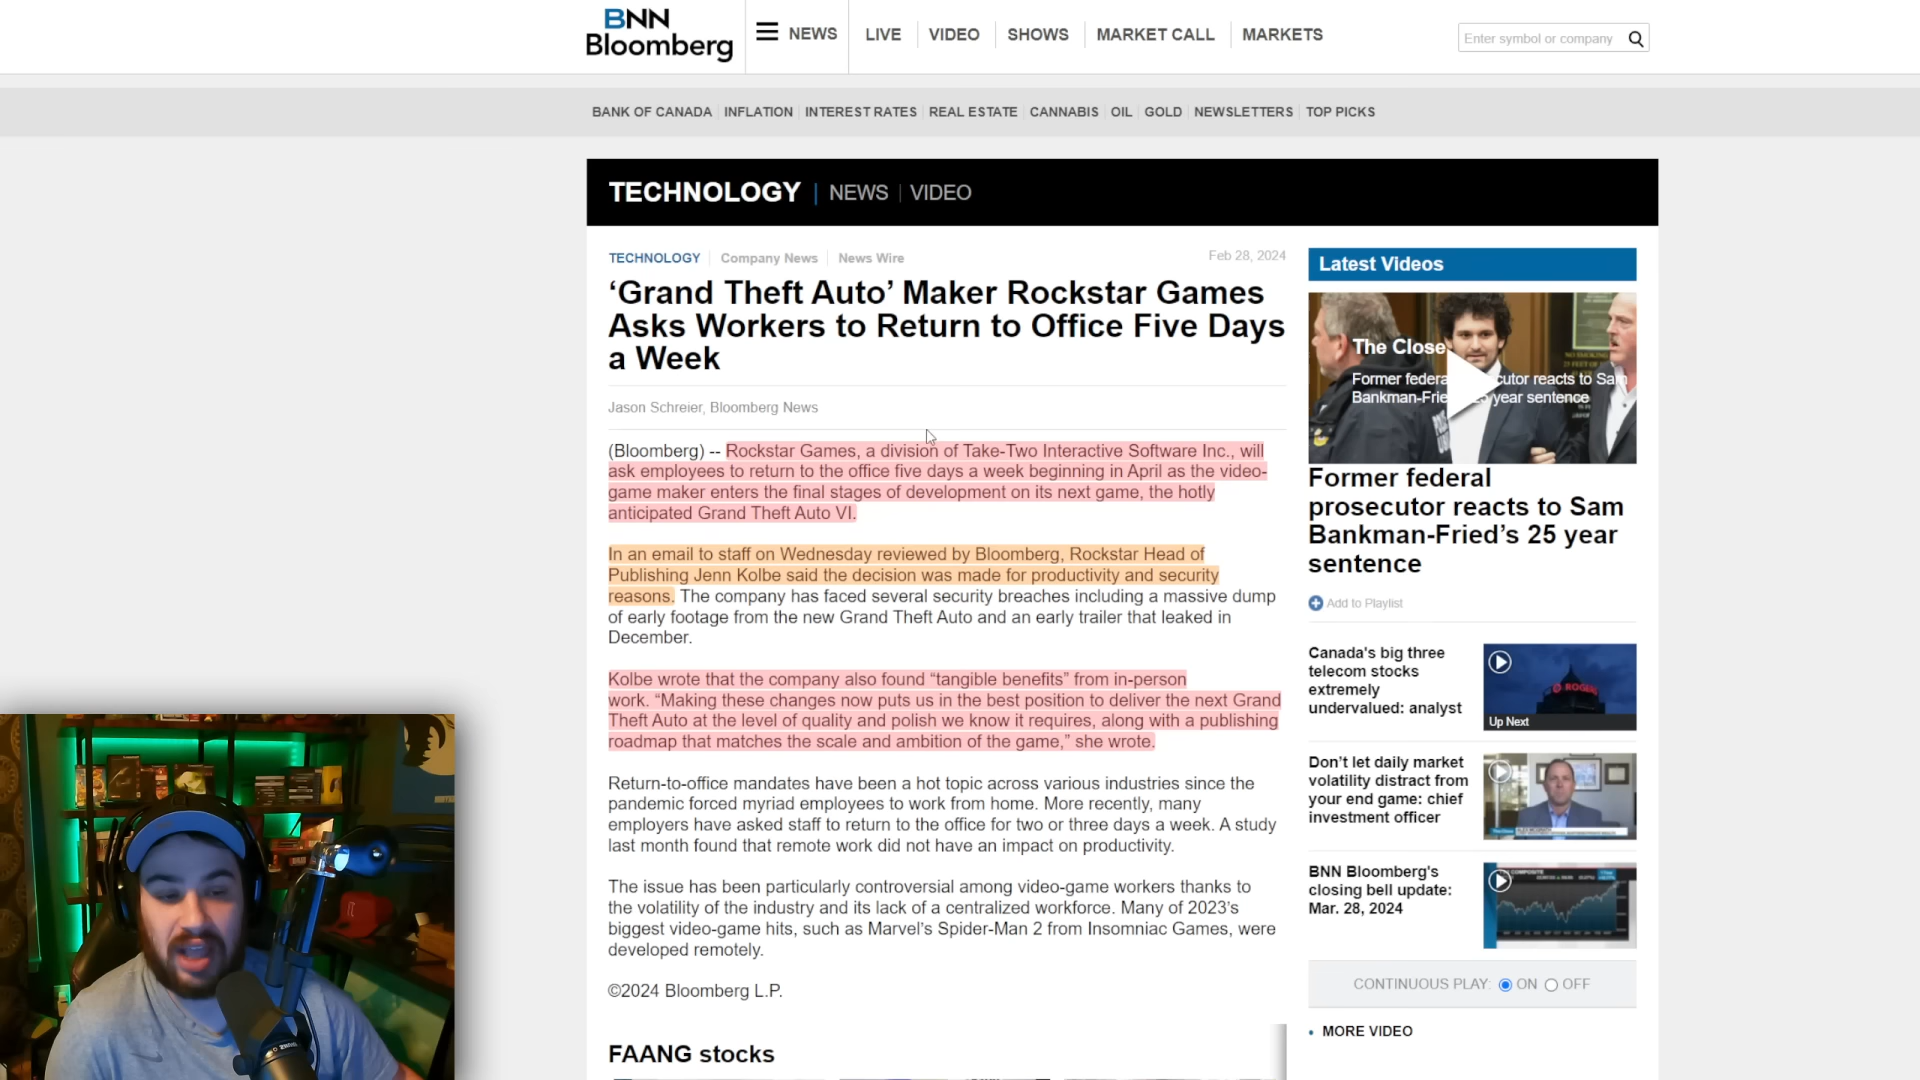 BNN
Bloomberg
NEWS
LIVE
VIDEO
SHOWS
MARKET CALL
MARKETS
Enter symbol or company
BANK OF CANADA
INFLATION
INTEREST RATES
REAL ESTATE
CANNABIS
OIL
GOLD
NEWSLETTERS
TOP PICKS
TECHNOLOGY | NEWS | VIDEO
TECHNOLOGY
Company News
News Wire
Feb 28, 2024
‘Grand Theft Auto’ Maker Rockstar Games
Asks Workers to Return to Office Five Days
a Week
Jason Schreier, Bloomberg News
(Bloomberg) -- Rockstar Games, a division of Take-Two Interactive Software Inc., will
ask employees to return to the office five days a week beginning in April as the video-
game maker enters the final stages of development on its next game, the hotly
anticipated Grand Theft Auto VI.
In an email to staff on Wednesday reviewed by Bloomberg, Rockstar Head of
Publishing Jenn Kolbe said the decision was made for productivity and security
reasons. The company has faced several security breaches including a massive dump
of early footage from the new Grand Theft Auto and an early trailer that leaked in
December.
Kolbe wrote that the company also found “tangible benefits” from in-person
work. “Making these changes now puts us in the best position to deliver the next Grand
Theft Auto at the level of quality and polish we know it requires, along with a publishing
roadmap that matches the scale and ambition of the game,” she wrote.
Return-to-office mandates have been a hot topic across various industries since the
pandemic forced myriad employees to work from home. More recently, many
employers have asked staff to return to the office for two or three days a week. A study
last month found that remote work did not have an impact on productivity.
The issue has been particularly controversial among video-game workers thanks to
the volatility of the industry and its lack of a centralized workforce. Many of 2023’s
biggest video-game hits, such as Marvel’s Spider-Man 2 from Insomniac Games, were
developed remotely.
©2024 Bloomberg L.P.
FAANG stocks
Latest Videos
The Close
Former federa cutor reacts to Sam
Bankman-Frie year sentence
Former federal
prosecutor reacts to Sam
Bankman-Fried’s 25 year
sentence
Add to Playlist
Canada's big three
telecom stocks
extremely
undervalued: analyst
ROGERS
Up Next
Don’t let daily market
volatility distract from
your end game: chief
investment officer
BNN Bloomberg's
closing bell update:
Mar. 28, 2024
CONTINUOUS PLAY: ON OFF
MORE VIDEO